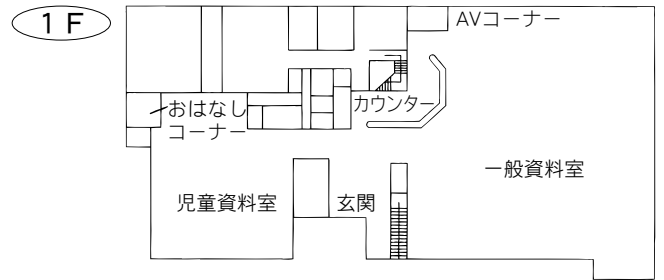 1F
AVコーナー
おはなし
コーナー
カウンター
一般資料室
児童資料室
玄関